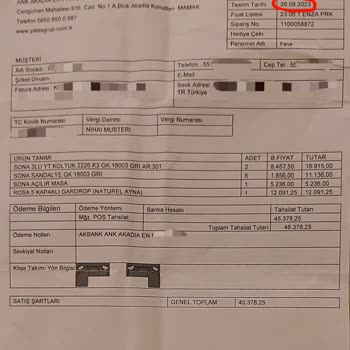 ANK AKADİA EN
Cengizhan Mahallesi 916. Cad. No:1 A Blok Akadia Konutları MAMAK
Telefon 0850 850 0 987
www.yatasgrup.com.tr
Teslim Tarihi 26.08.2023
Fiyat Listesi 23 06 1 ENZA PRK
Sipariş No 1100058872
Hediye Çeki
Personel Adı
MÜŞTERİ
Adı Soyadı
Telefon : 55
Cep Tel : 50
Şirket Ünvanı
E-Mail
Fatura Adresi
Sevk Adresi
TR Türkiye
TC Kimlik Numarası
Vergi Dairesi
Vergi Numarası
NİHAİ MÜŞTERİ
ÜRÜN TANIMI ADET B.FİYAT TUTAR
SONA 3LU YT KOLTUK 2226 K3 GK 18003 GRI AR 301 2 8.457,50 16.915,00
SONA SANDALYE GK 18003 GRI 6 1.856,00 11.136,00
SONA AÇILIR MASA 1 5.236,00 5.236,00
ROSA 5 KAPAKLI GARDROP (NATUREL AYNA) 1 12.091,25 12.091,25
Ödeme Bilgileri Ödeme Yöntemi Banka Hesabı Tahsilat Tutarı
Mğz. POS Tahsilat 45.378,25
Toplam Tahsilat Tutarı 45.378,25
Ödeme Notları AKBANK ANK AKADIA EN
Sevkiyat Notları
Köşe Takımı Yön Bilgisi
SATIŞ ŞARTLARI GENEL TOPLAM 45.378,25